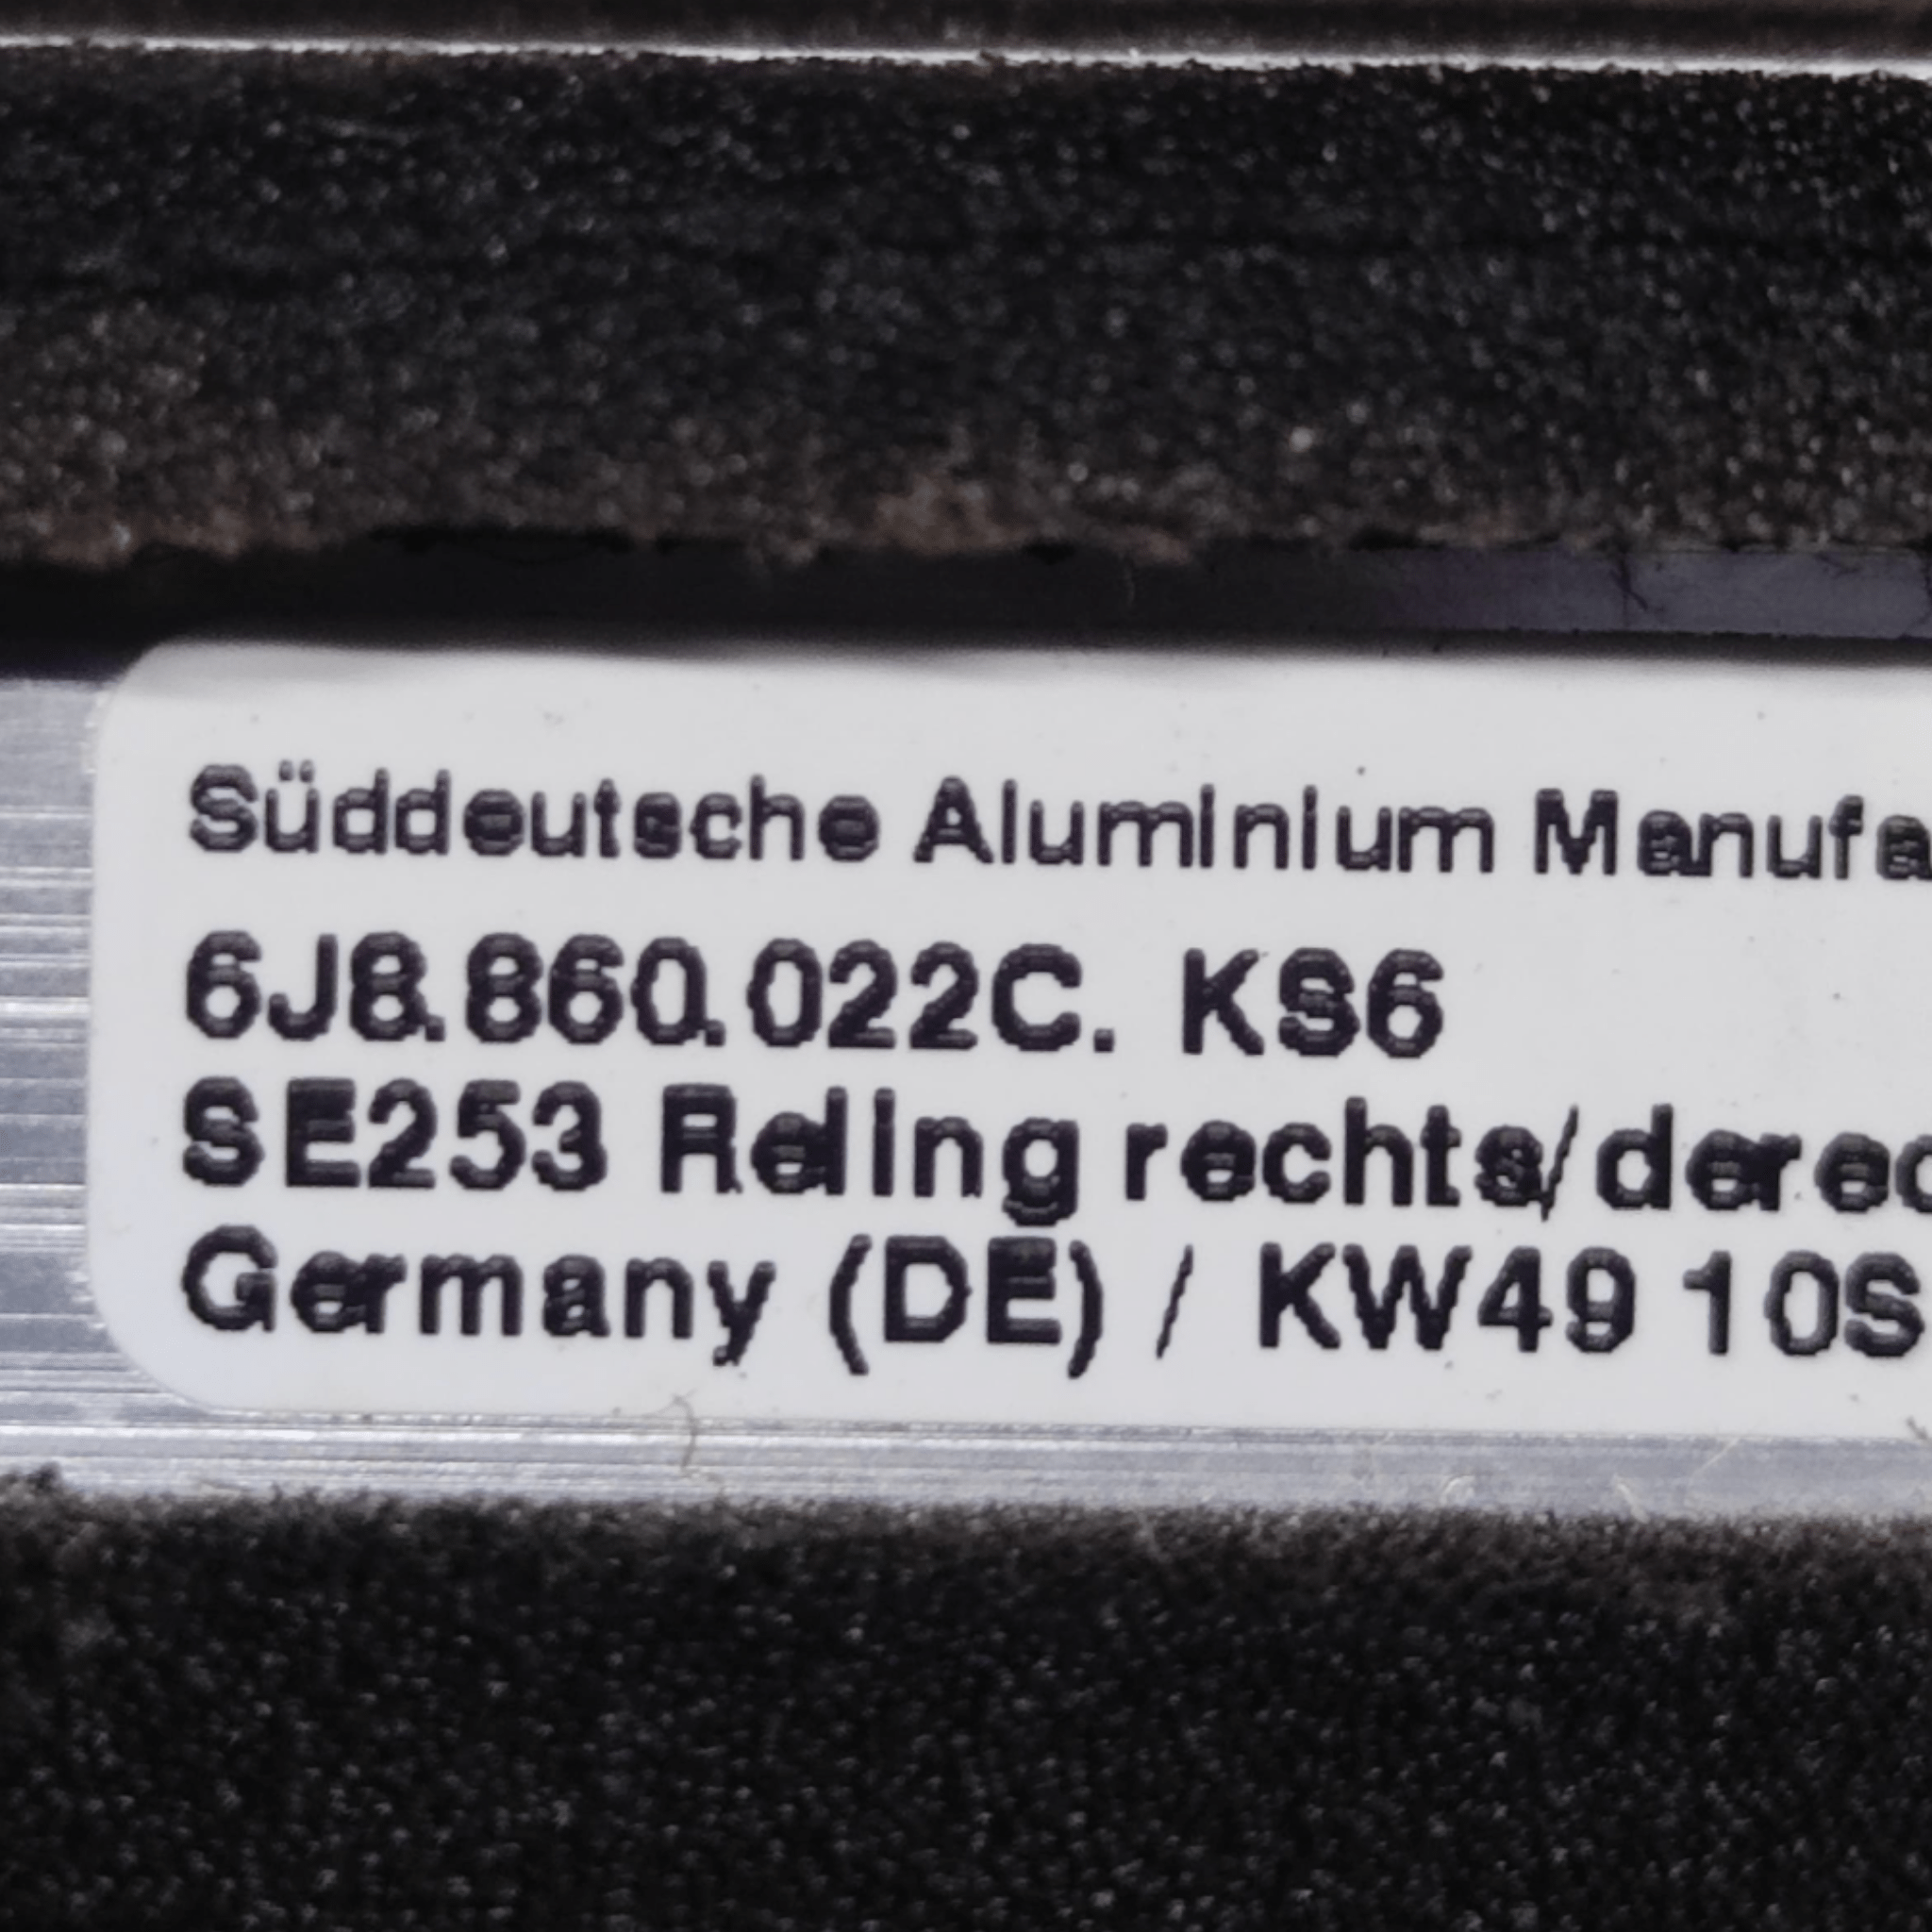 Süddeutsche Aluminium Manufa
6J8.860.022C. KS6
SE253 Reling rechts/derec
Germany (DE) / KW49 10S